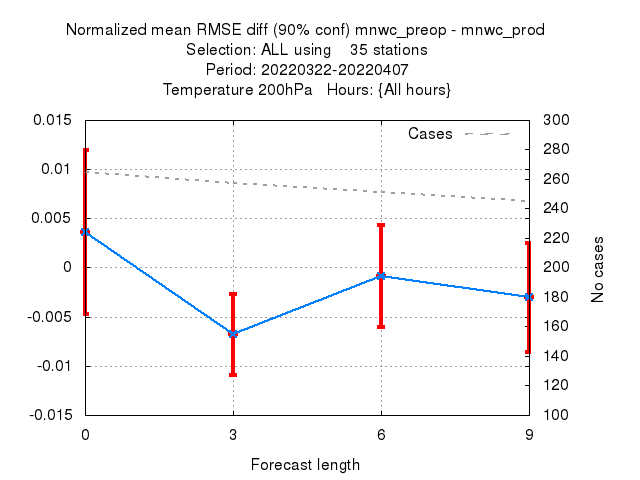 Normalized mean RMSE diff (90% conf) mnwc_preop - mnwc_prod
Selection: ALL using    35 stations
Period: 20220322-20220407
Temperature 200hPa   Hours: {All hours}
0.015
0.01
0.005
0
-0.005
-0.01
-0.015
Cases
300
280
260
240
220
200
180
160
140
120
100
No cases
0 3 6 9
Forecast length